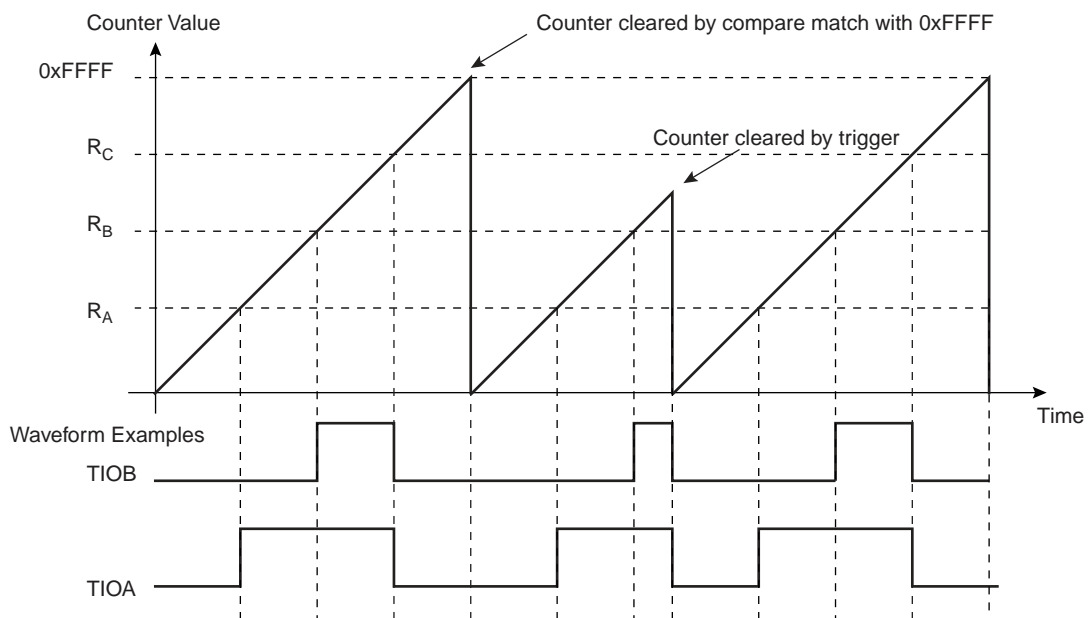 Counter Value
Counter cleared by compare match with 0xFFFF
0xFFFF
RC
Counter cleared by trigger
RB
RA
Time
Waveform Examples
TIOB
TIOA